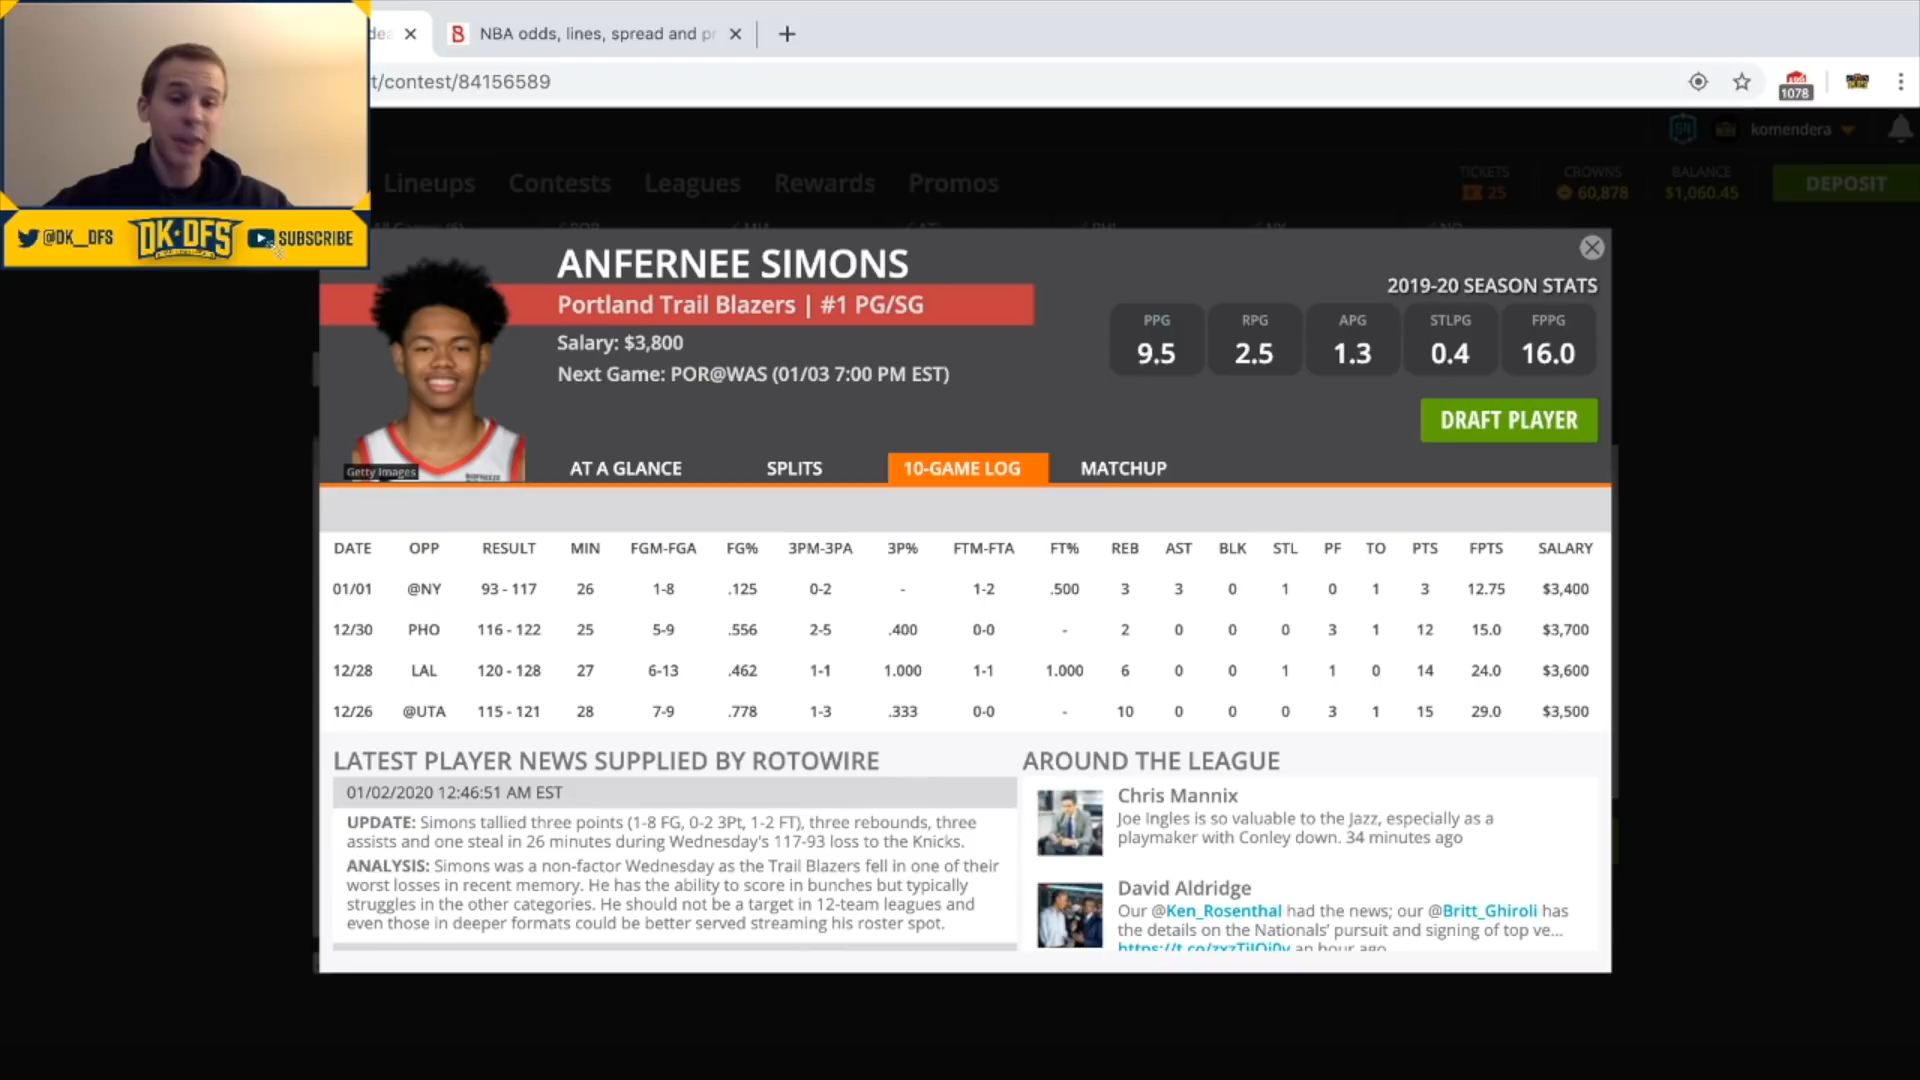 NBA odds, lines, spread and pr
t/contest/84156589
1078
58
komendera
Lineups Contests Leagues Rewards Promos
TICKETS CROWNS BALANCE
25 60,878 $1,060.45
DEPOSIT
@DK__DFS DK DFS SUBSCRIBE
ANFERNEE SIMONS
Portland Trail Blazers | #1 PG/SG
Salary: $3,800
Next Game: POR@WAS (01/03 7:00 PM EST)
2019-20 SEASON STATS
PPG RPG APG STLPG FPPG
9.5 2.5 1.3 0.4 16.0
DRAFT PLAYER
Getty Images
AT A GLANCE SPLITS 10-GAME LOG MATCHUP
DATE OPP RESULT MIN FGM-FGA FG% 3PM-3PA 3P% FTM-FTA FT% REB AST BLK STL PF TO PTS FPTS SALARY
01/01 @NY 93 - 117 26 1-8 .125 0-2 - 1-2 .500 3 3 0 1 0 1 3 12.75 $3,400
12/30 PHO 116 - 122 25 5-9 .556 2-5 .400 0-0 - 2 0 0 0 3 1 12 15.0 $3,700
12/28 LAL 120 - 128 27 6-13 .462 1-1 1.000 1-1 1.000 6 0 0 1 1 0 14 24.0 $3,600
12/26 @UTA 115 - 121 28 7-9 .778 1-3 .333 0-0 - 10 0 0 0 3 1 15 29.0 $3,500
LATEST PLAYER NEWS SUPPLIED BY ROTOWIRE
01/02/2020 12:46:51 AM EST
UPDATE: Simons tallied three points (1-8 FG, 0-2 3Pt, 1-2 FT), three rebounds, three
assists and one steal in 26 minutes during Wednesday's 117-93 loss to the Knicks.
ANALYSIS: Simons was a non-factor Wednesday as the Trail Blazers fell in one of their
worst losses in recent memory. He has the ability to score in bunches but typically
struggles in the other categories. He should not be a target in 12-team leagues and
even those in deeper formats could be better served streaming his roster spot.
AROUND THE LEAGUE
Chris Mannix
Joe Ingles is so valuable to the Jazz, especially as a
playmaker with Conley down. 34 minutes ago
David Aldridge
Our @Ken_Rosenthal had the news; our @Britt_Ghiroli has
the details on the Nationals' pursuit and signing of top ve...
an hour ago